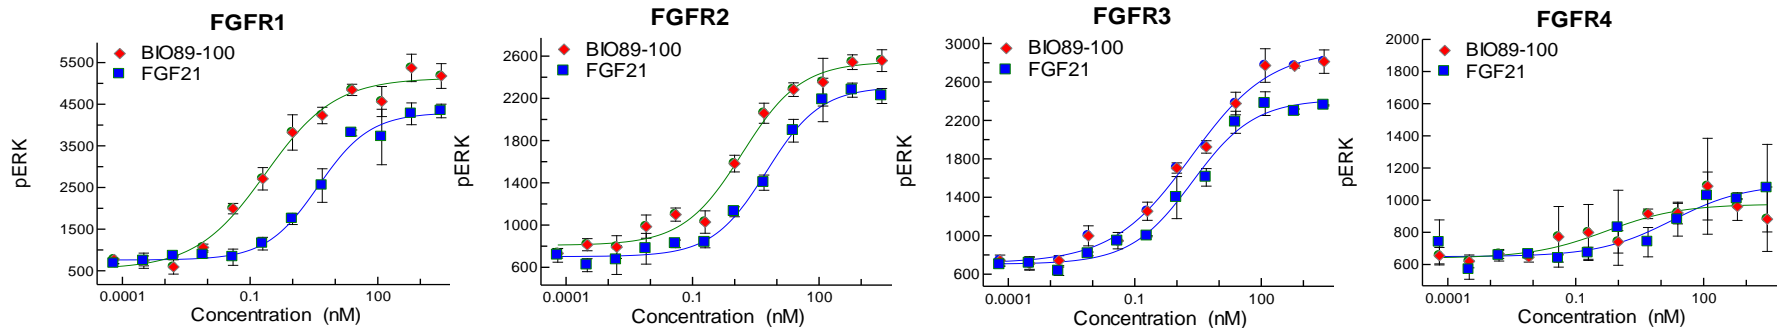 FGFR1
BIO89-100
FGF21
5500
4500
3500
2500
1500
500
pERK
0.0001
0.1
100
Concentration (nM)
FGFR2
BIO89-100
FGF21
2600
2200
1800
1400
1000
600
pERK
0.0001
0.1
100
Concentration (nM)
FGFR3
BIO89-100
FGF21
3000
2600
2200
1800
1400
1000
600
pERK
0.0001
0.1
100
Concentration (nM)
FGFR4
BIO89-100
FGF21
2000
1800
1600
1400
1200
1000
800
600
pERK
0.0001
0.1
100
Concentration (nM)